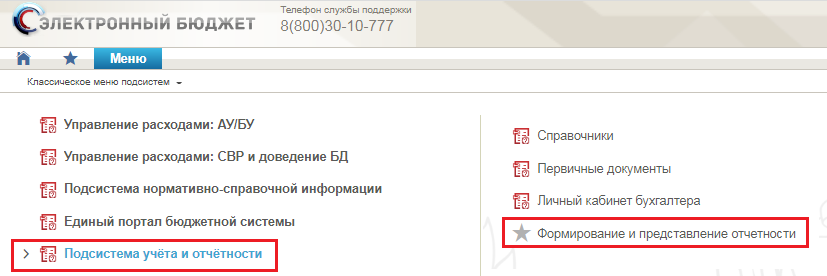 ЭЛЕКТРОННЫЙ БЮДЖЕТ
Телефон службы поддержки
8(800)30-10-777
Меню
Классическое меню подсистем
Управление расходами: АУ/БУ
Управление расходами: СВР и доведение БД
Подсистема нормативно-справочной информации
Единый портал бюджетной системы
Подсистема учёта и отчётности
Справочники
Первичные документы
Личный кабинет бухгалтера
Формирование и представление отчетности